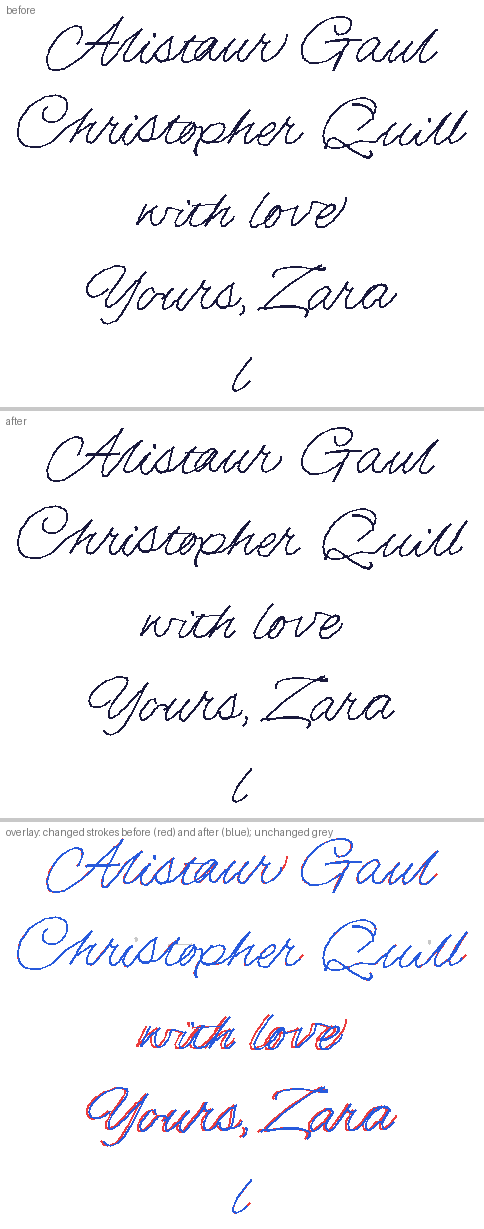 before
Alistaur Gaul
Christopher Quill
with love
Yours, Zara
l
after
Alistaur Gaul
Christopher Quill
with love
Yours, Zara
l
overlay: changed strokes before (red) and after (blue); unchanged grey
Alistaur Gaul
Christopher Quill
with love
Yours, Zara
l